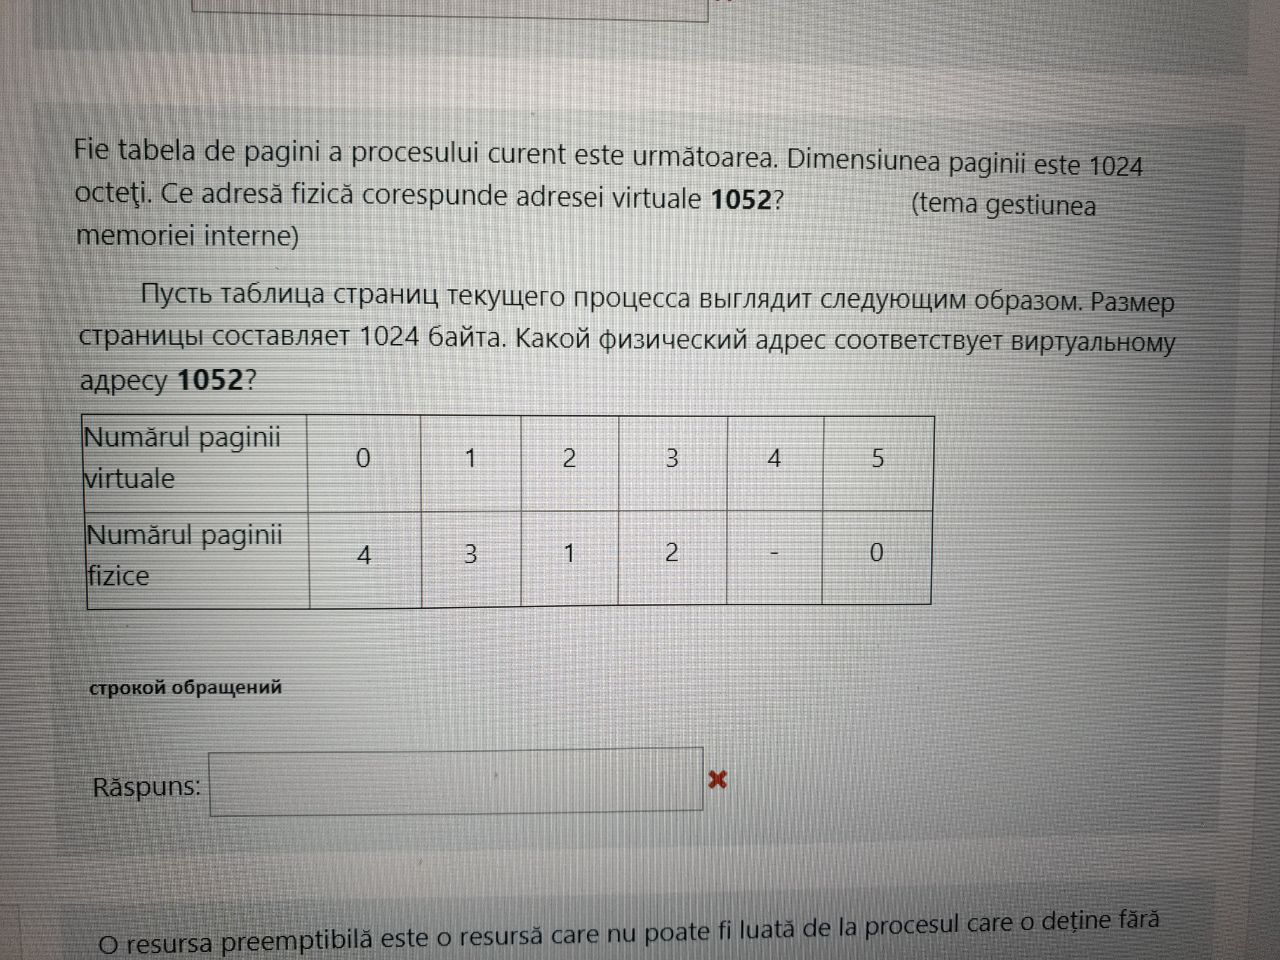 Fie tabela de pagini a procesului curent este următoarea. Dimensiunea paginii este 1024
octeţi. Ce adresă fizică corespunde adresei virtuale 1052? (tema gestiunea
memoriei interne)
Пусть таблица страниц текущего процесса выглядит следующим образом. Размер
страницы составляет 1024 байта. Какой физический адрес соответствует виртуальному
адресу 1052?
Numărul paginii
virtuale 0 1 2 3 4 5
Numărul paginii
fizice 4 3 1 2 - 0
строкой обращений
Răspuns:
O resursa preemptibilă este o resursă care nu poate fi luată de la procesul care o deține fără